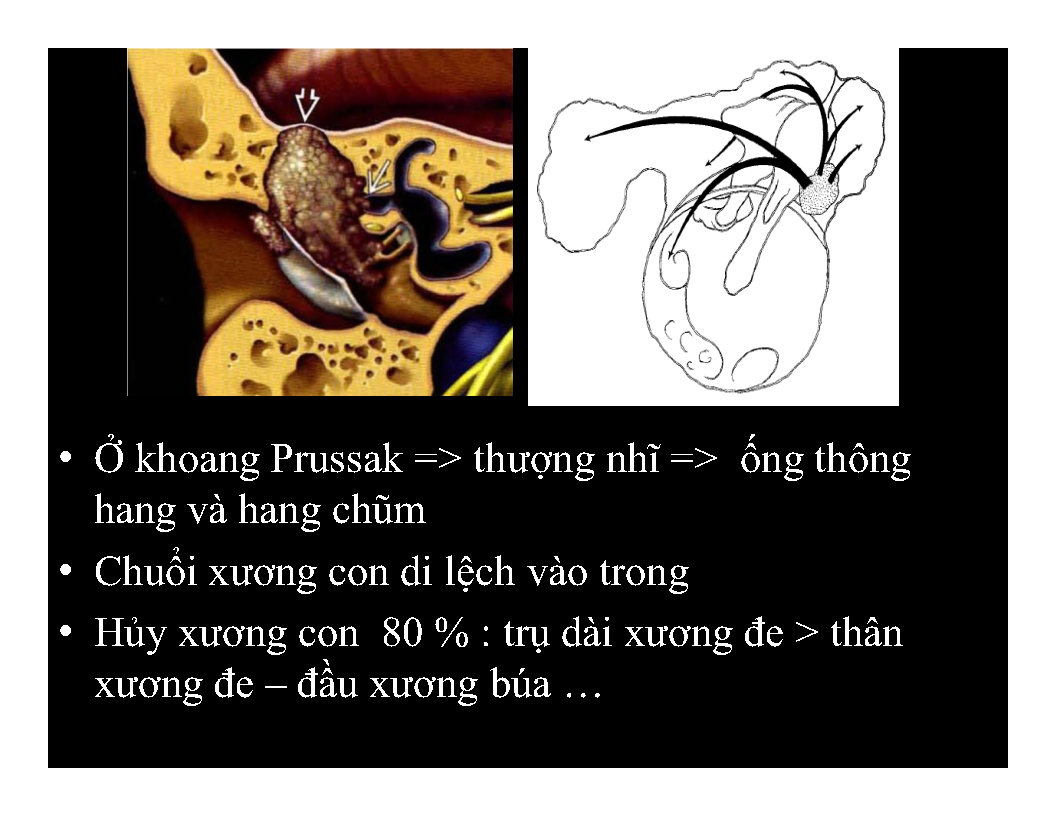 • Ở khoang Prussak => thượng nhĩ => ống thông
hang và hang chũm
• Chuổi xương con di lệch vào trong
• Hủy xương con 80 % : trụ dài xương đe > thân
xương đe – đầu xương búa …